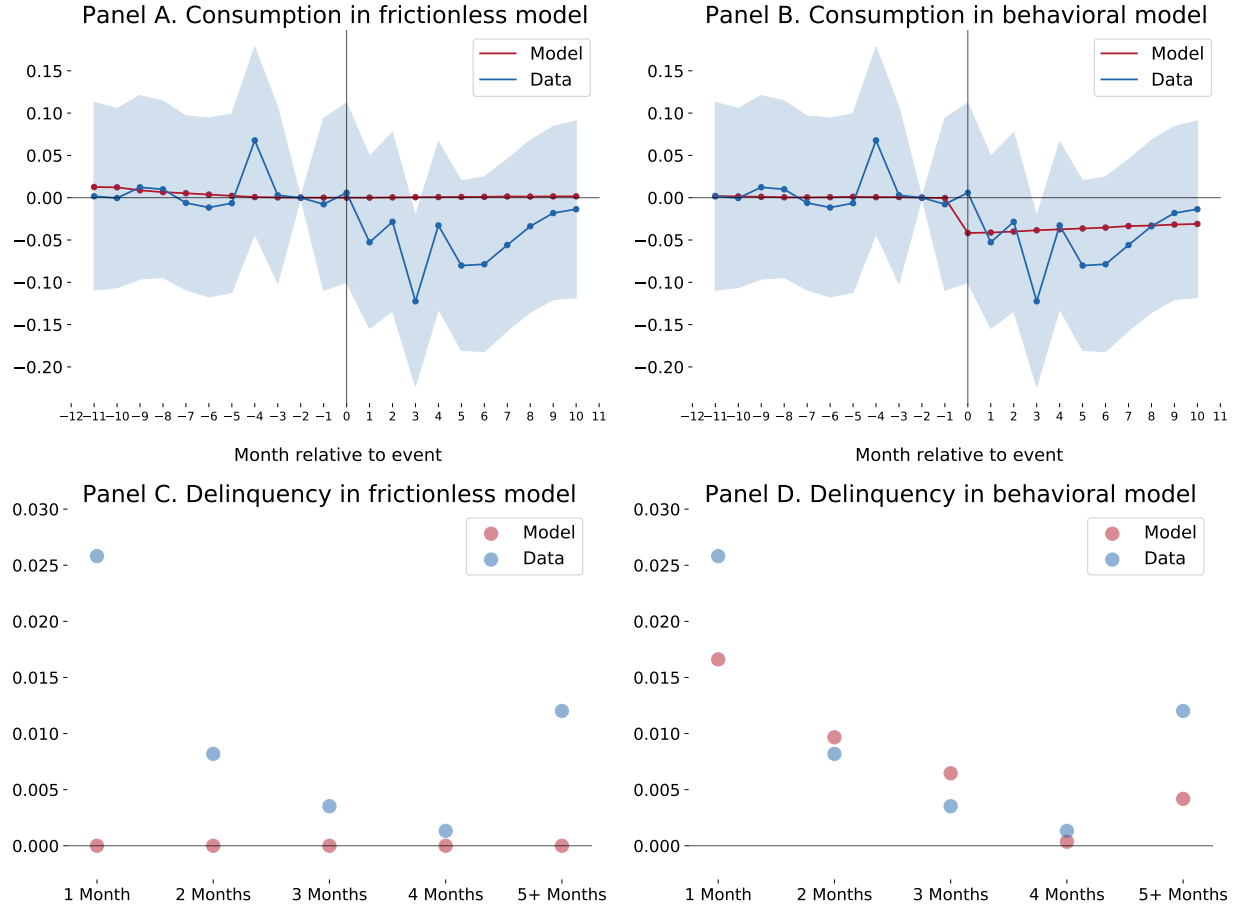 Panel A. Consumption in frictionless model
Model
Data
0.15
0.10
0.05
0.00
−0.05
−0.10
−0.15
−0.20
−12 −11 −10 −9 −8 −7 −6 −5 −4 −3 −2 −1 0 1 2 3 4 5 6 7 8 9 10 11
Month relative to event
Panel B. Consumption in behavioral model
Model
Data
0.15
0.10
0.05
0.00
−0.05
−0.10
−0.15
−0.20
−12 −11 −10 −9 −8 −7 −6 −5 −4 −3 −2 −1 0 1 2 3 4 5 6 7 8 9 10 11
Month relative to event
Panel C. Delinquency in frictionless model
Model
Data
0.030
0.025
0.020
0.015
0.010
0.005
0.000
1 Month 2 Months 3 Months 4 Months 5+ Months
Panel D. Delinquency in behavioral model
Model
Data
0.030
0.025
0.020
0.015
0.010
0.005
0.000
1 Month 2 Months 3 Months 4 Months 5+ Months